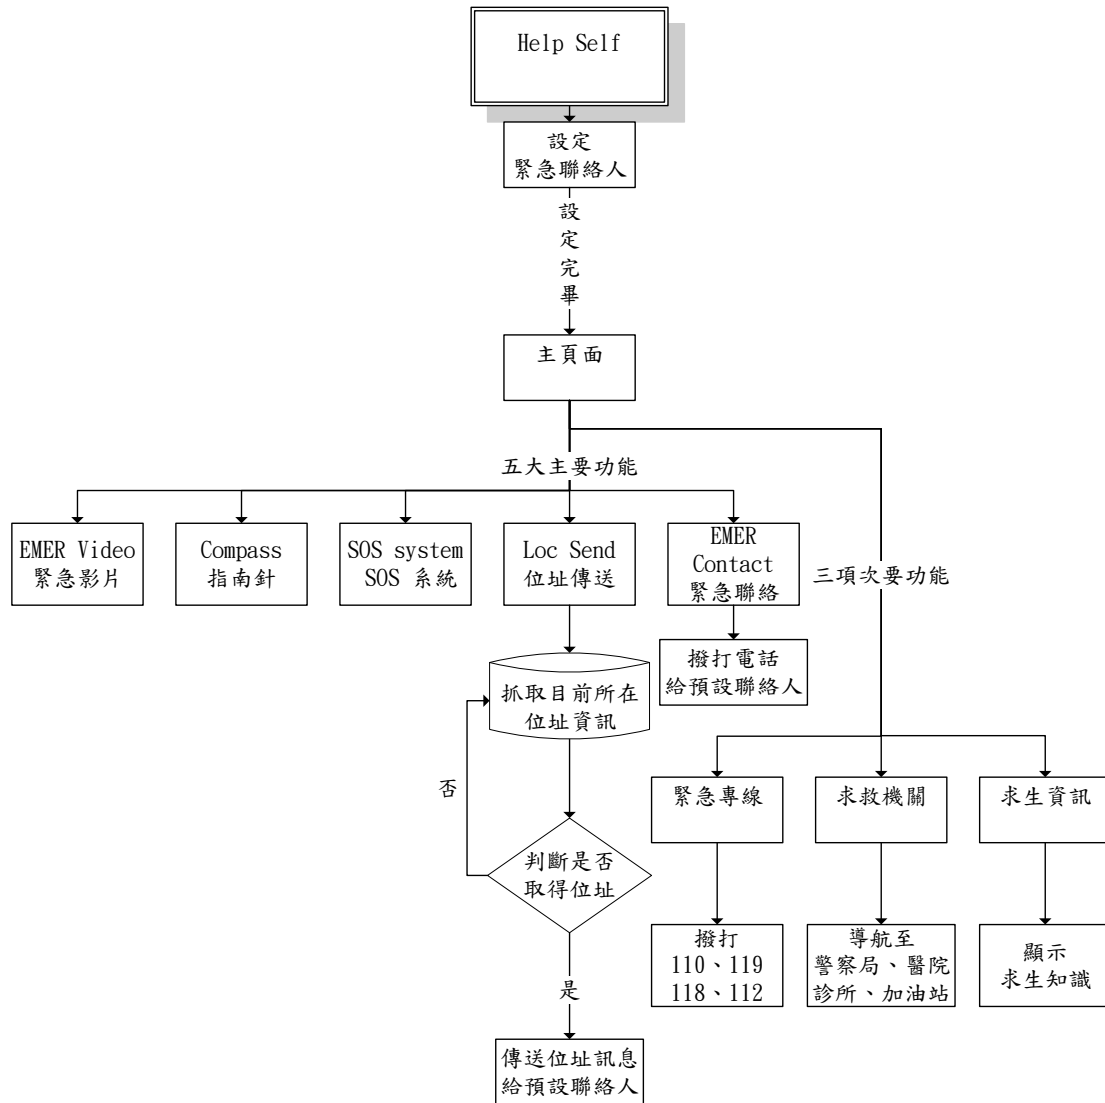 Help Self
設定
緊急聯絡人
設定完畢
主頁面
五大主要功能
EMER Video
緊急影片
Compass
指南針
SOS system
SOS 系統
Loc Send
位址傳送
EMER
Contact
緊急聯絡
三項次要功能
撥打電話
給預設聯絡人
抓取目前所在
位址資訊
否
判斷是否
取得位址
是
傳送位址訊息
給預設聯絡人
緊急專線
求救機關
求生資訊
撥打
110、119
118、112
導航至
警察局、醫院
診所、加油站
顯示
求生知識